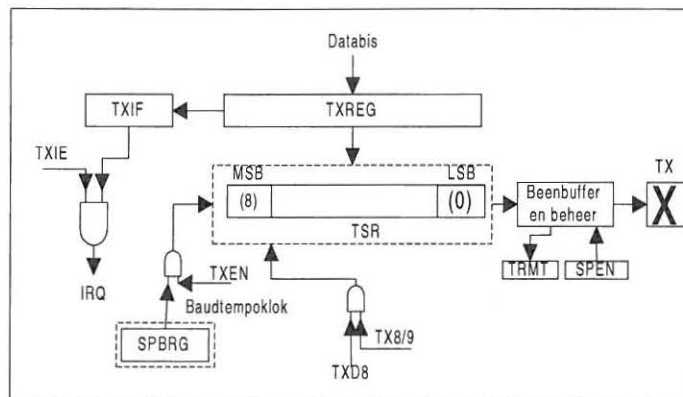 Databis
TXIF
TXREG
TXIE
MSB
LSB
TX
(8)
(0)
Beenbuffer
en beheer
X
TSR
TRMT
SPEN
TXEN
IRQ
Baudtempoklok
SPBRG
TX8/9
TXD8